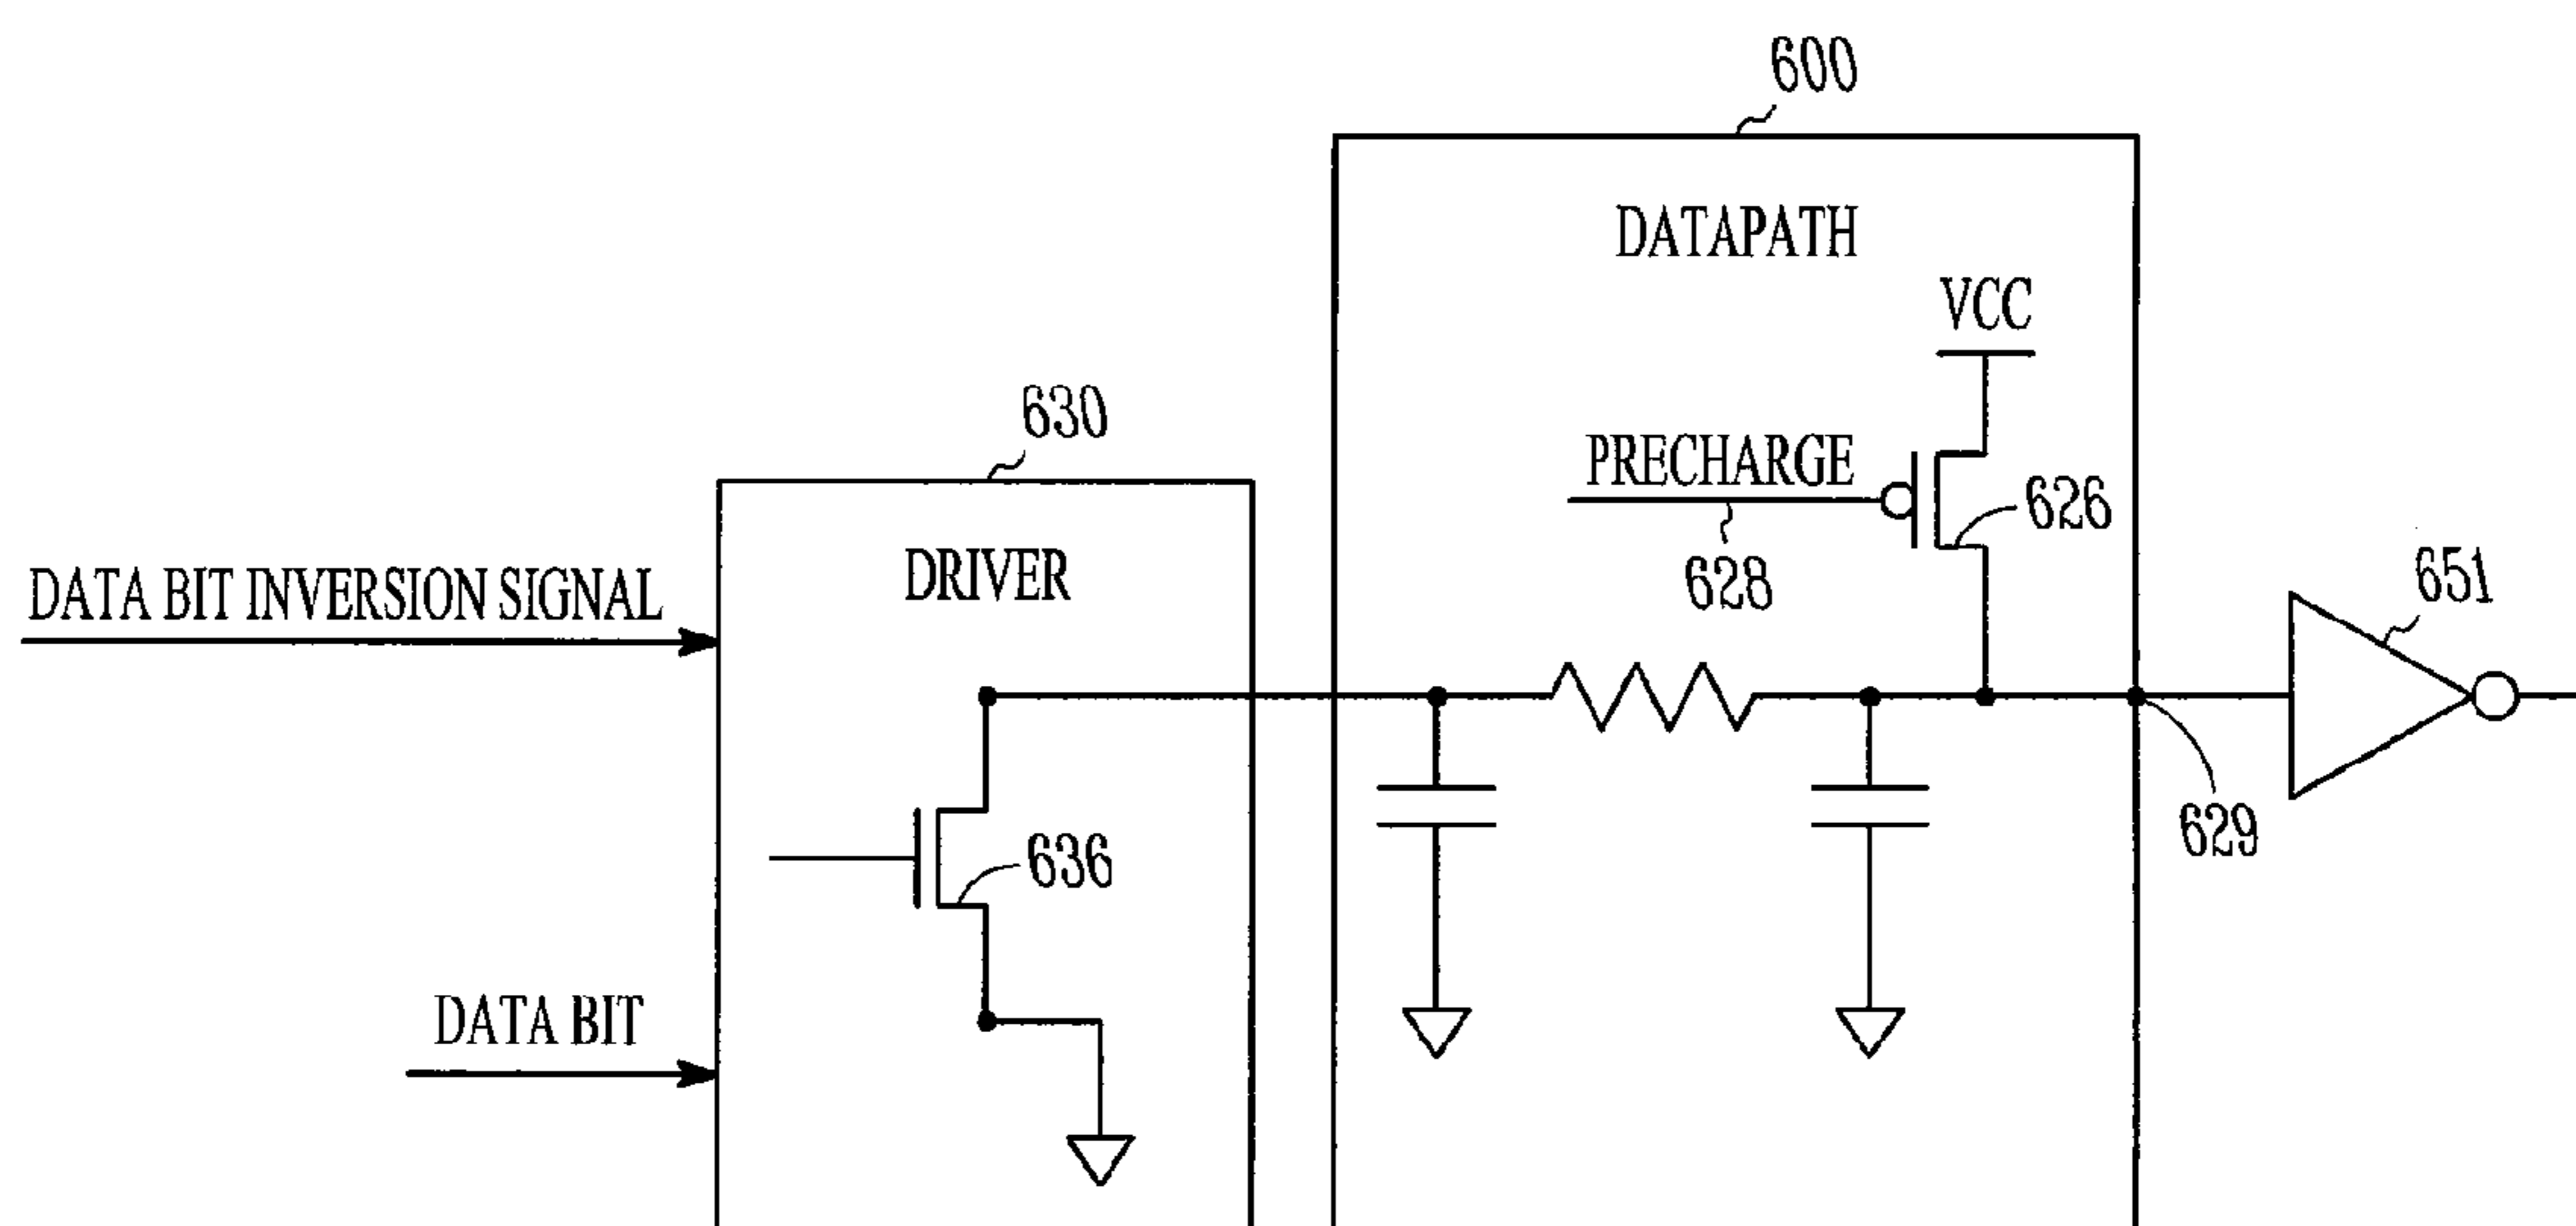 600
DATAPATH
VCC
630
PRECHARGE
626
628
DRIVER
651
DATA BIT INVERSION SIGNAL
629
636
DATA BIT